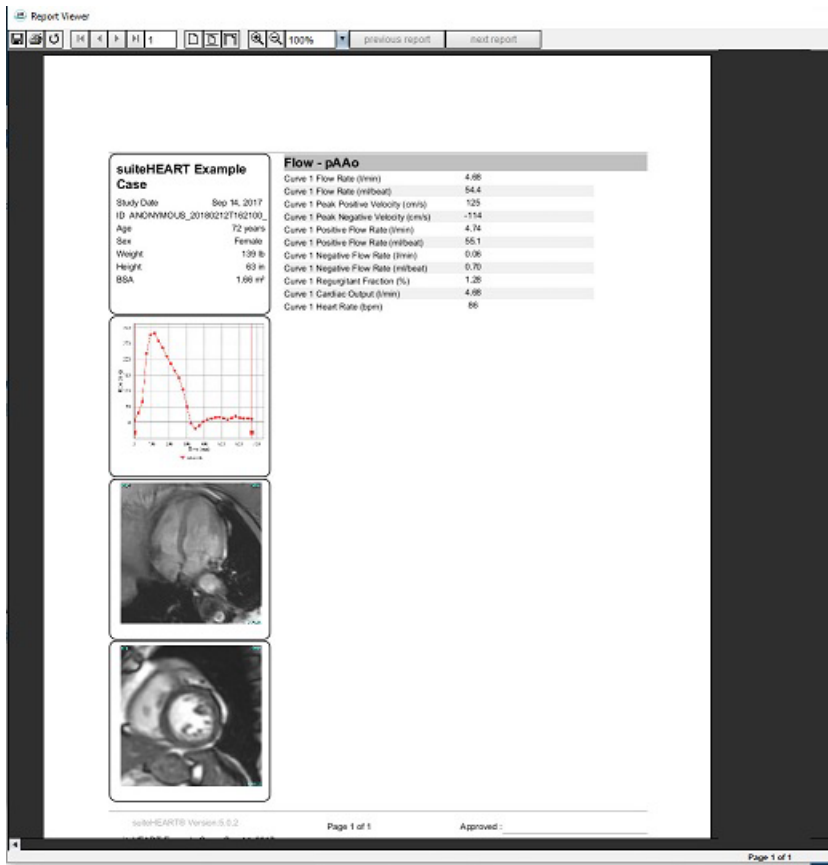 Report Viewer
1
100%
previous report
next report
suiteHEART Example
Case
Study Date Sep 14, 2017
ID ANONYMOUS_20180212T162100_
Age 72 years
Sex Female
Weight 139 lb
Height 63 in
BSA 1.66 m²
Flow - pAAo
Curve 1 Flow Rate (l/min) 4.68
Curve 1 Flow Rate (ml/beat) 54.4
Curve 1 Peak Positive Velocity (cm/s) 125
Curve 1 Peak Negative Velocity (cm/s) -114
Curve 1 Positive Flow Rate (l/min) 4.74
Curve 1 Positive Flow Rate (ml/beat) 55.1
Curve 1 Negative Flow Rate (l/min) 0.06
Curve 1 Negative Flow Rate (ml/beat) 0.70
Curve 1 Regurgitant Fraction (%) 1.28
Curve 1 Cardiac Output (l/min) 4.68
Curve 1 Heart Rate (bpm) 86
suiteHEART® Version 5.0.2
Page 1 of 1
Approved :
Page 1 of 1